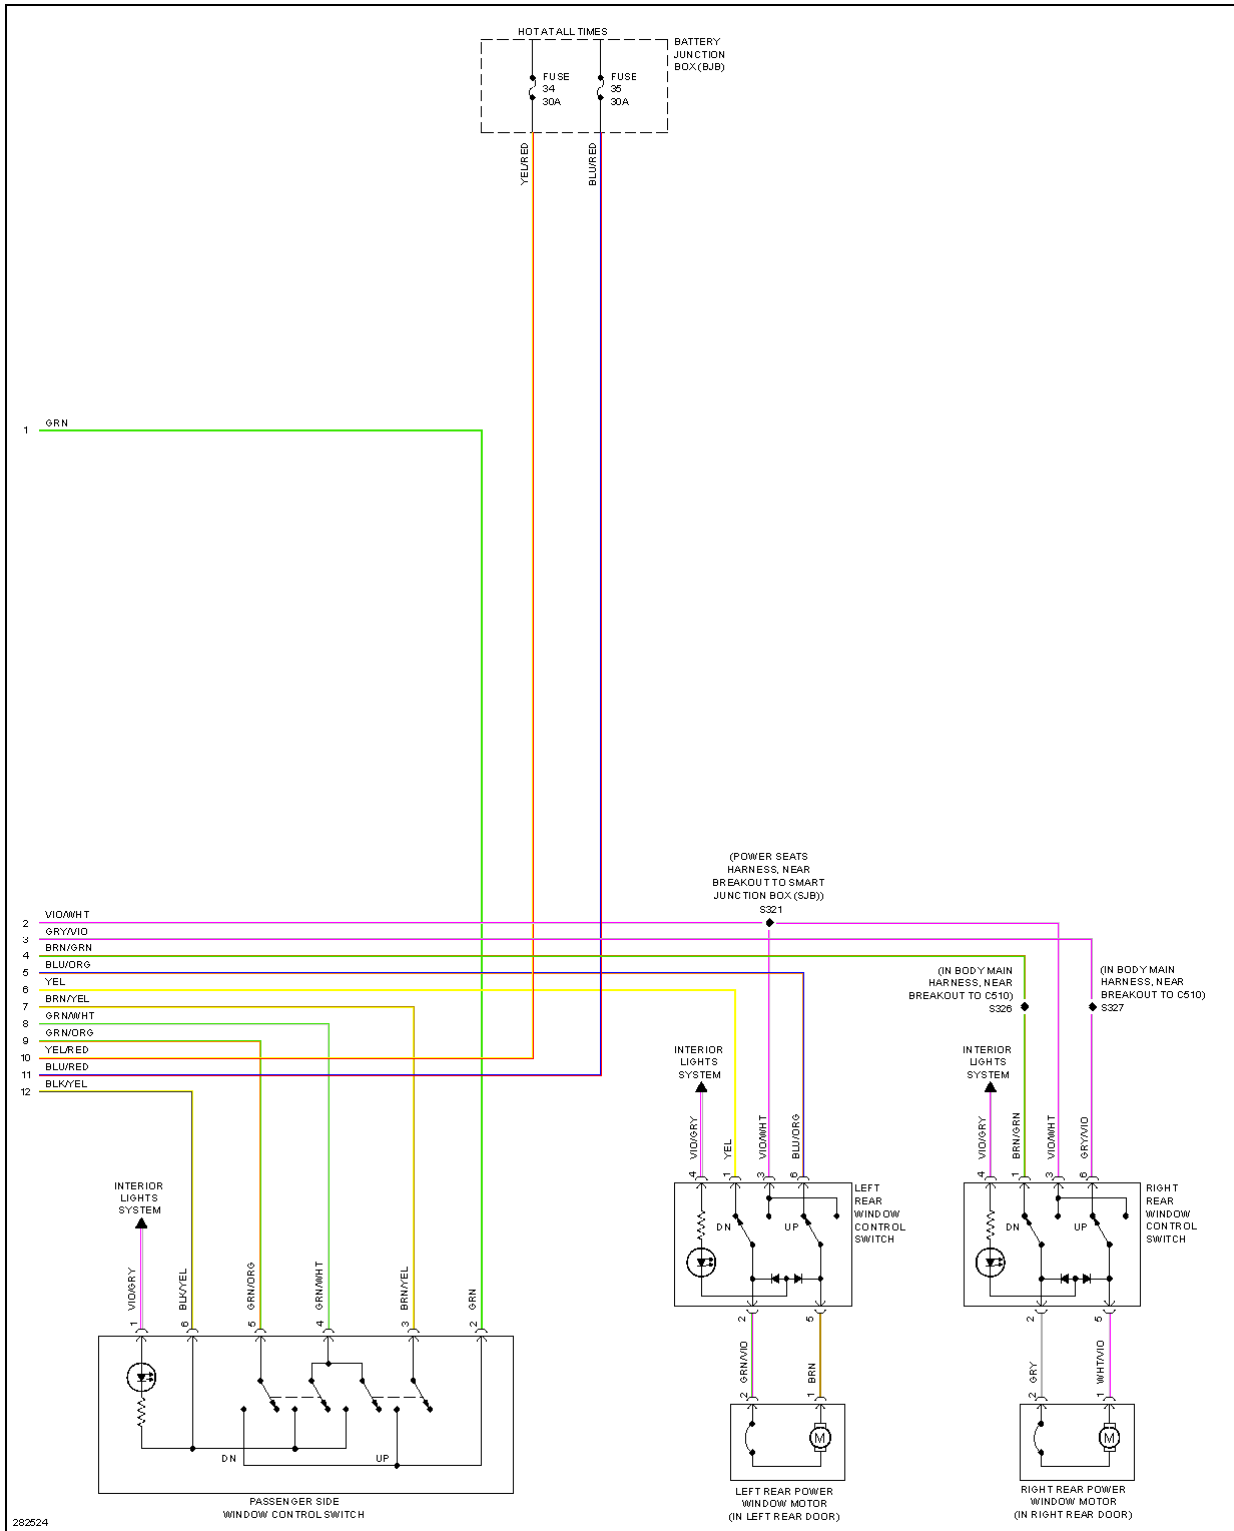 HOT AT ALL TIMES
BATTERY
JUNCTION
BOX (BJB)
FUSE
34
30A
FUSE
35
30A
YEL/RED
BLU/RED
1 GRN
(POWER SEATS
HARNESS, NEAR
BREAKOUT TO SMART
JUNCTION BOX (SJB))
S321
2 VIO/WHT
3 GRY/VIO
4 BRN/GRN
5 BLU/ORG
6 YEL
7 BRN/YEL
8 GRN/WHT
9 GRN/ORG
10 YEL/RED
11 BLU/RED
12 BLK/YEL
(IN BODY MAIN
HARNESS, NEAR
BREAKOUT TO C510)
S326
(IN BODY MAIN
HARNESS, NEAR
BREAKOUT TO C510)
S327
INTERIOR
LIGHTS
SYSTEM
INTERIOR
LIGHTS
SYSTEM
4 VIO/GRY
1 YEL
3 VIO/WHT
6 BLU/ORG
4 VIO/GRY
1 BRN/GRN
3 VIO/WHT
6 GRY/VIO
DN
UP
LEFT
REAR
WINDOW
CONTROL
SWITCH
DN
UP
RIGHT
REAR
WINDOW
CONTROL
SWITCH
INTERIOR
LIGHTS
SYSTEM
1 VIO/GRY
6 BLK/YEL
5 GRN/ORG
4 GRN/WHT
3 BRN/YEL
2 GRN
DN
UP
PASSENGER SIDE
WINDOW CONTROL SWITCH
2
5
2 GRN/VIO
1 BRN
M
LEFT REAR POWER
WINDOW MOTOR
(IN LEFT REAR DOOR)
2
5
2 GRY
1 WHT/VIO
M
RIGHT REAR POWER
WINDOW MOTOR
(IN RIGHT REAR DOOR)
282524